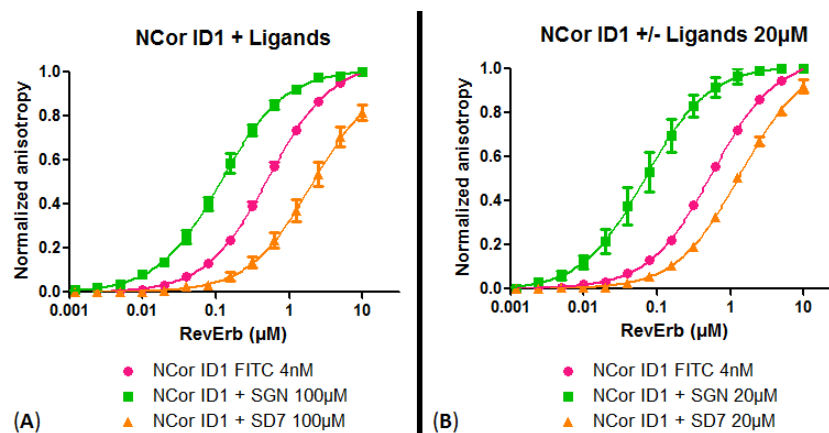 NCor ID1 + Ligands
Normalized anisotropy
1.0
0.8
0.6
0.4
0.2
0.0
0.001
0.01
0.1
1
10
RevErb (µM)
NCor ID1 FITC 4nM
NCor ID1 + SGN 100µM
NCor ID1 + SD7 100µM
(A)
NCor ID1 +/- Ligands 20µM
Normalized anisotropy
1.0
0.8
0.6
0.4
0.2
0.0
0.001
0.01
0.1
1
10
RevErb (µM)
NCor ID1 FITC 4nM
NCor ID1 + SGN 20µM
NCor ID1 + SD7 20µM
(B)